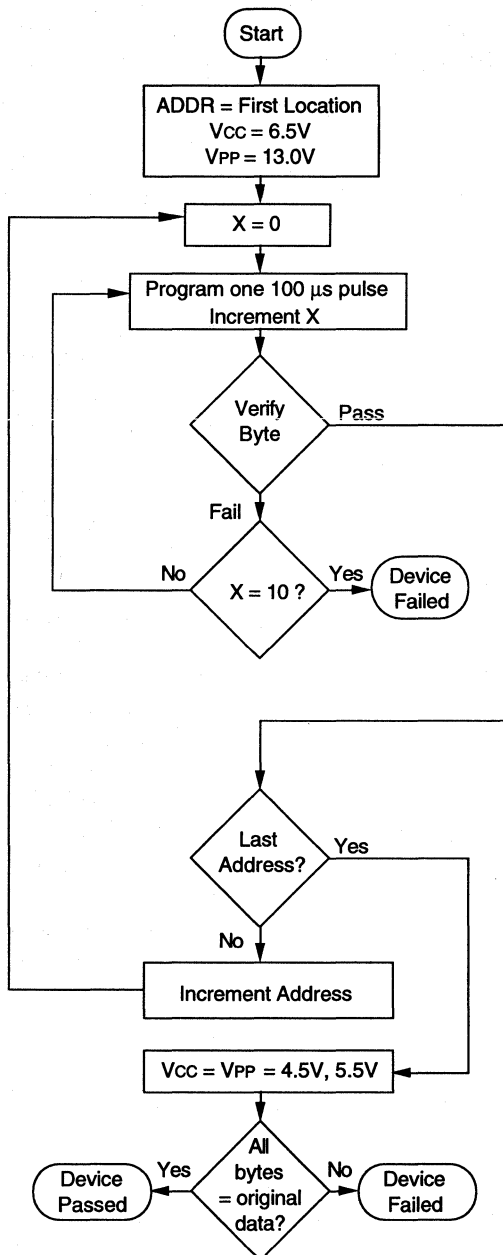 Start
ADDR = First Location
VCC = 6.5V
VPP = 13.0V
X = 0
Program one 100 μs pulse
Increment X
Verify
Byte
Pass
Fail
X = 10 ?
No
Yes
Device
Failed
Last
Address?
Yes
No
Increment Address
VCC = VPP = 4.5V, 5.5V
All
bytes
= original
data?
Yes
No
Device
Passed
Device
Failed